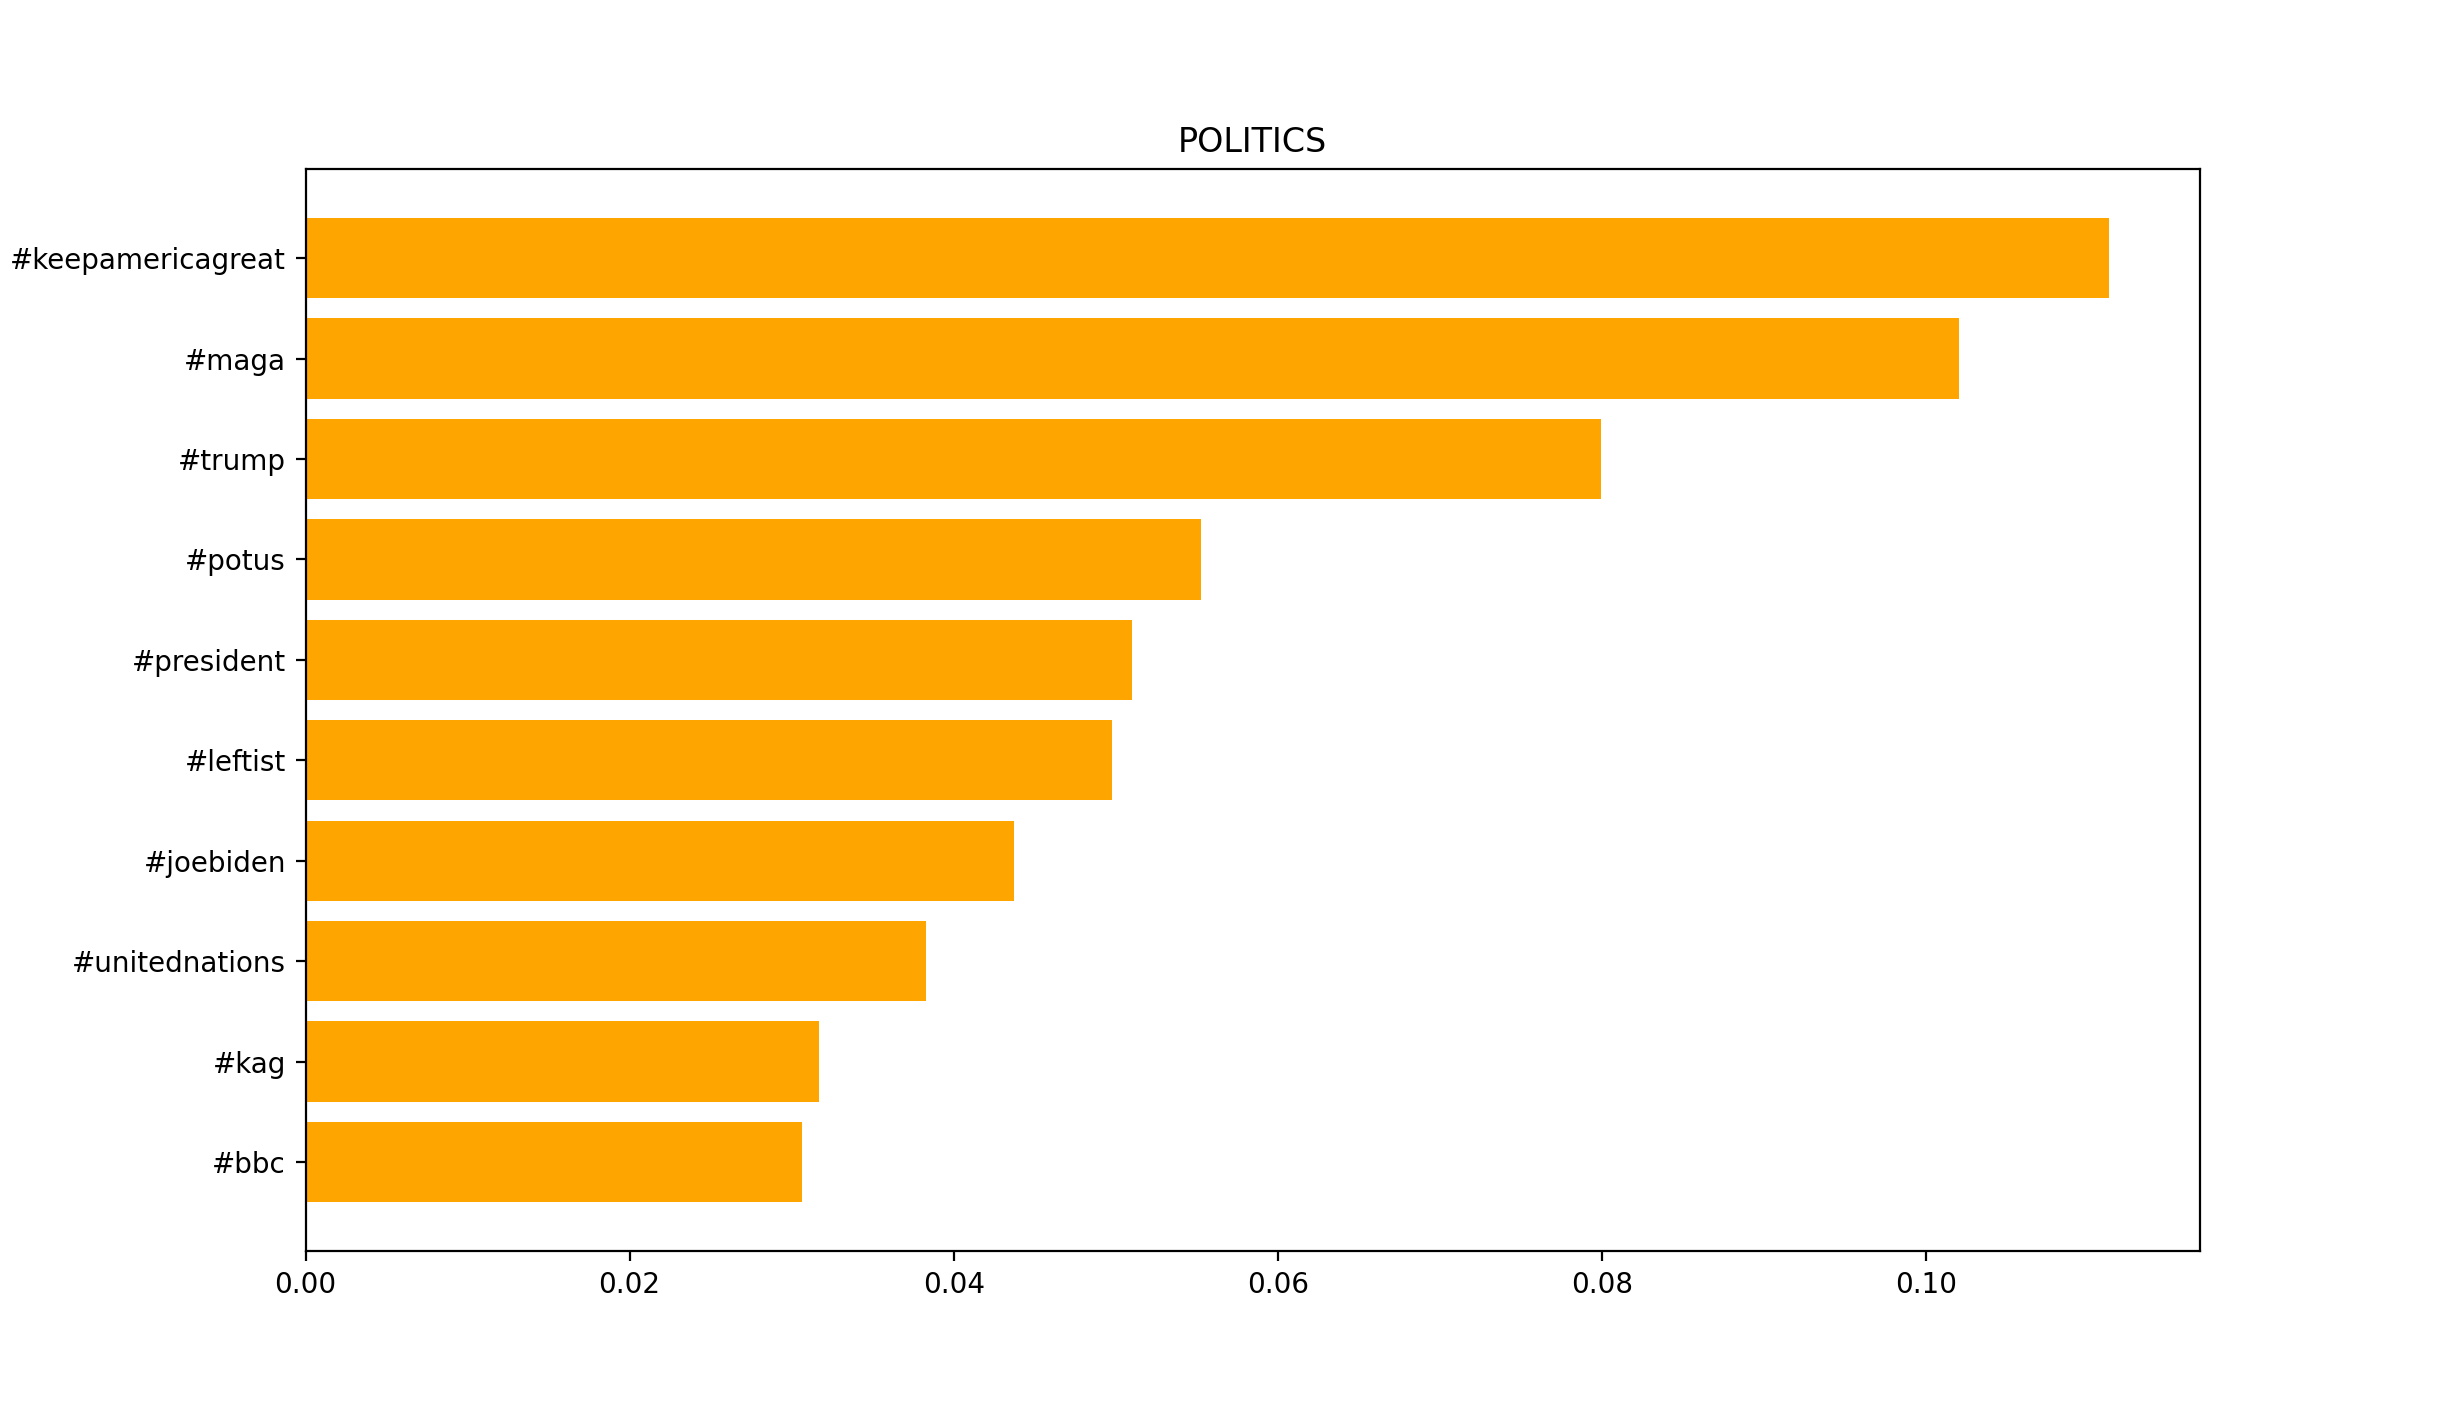 POLITICS
#keepamericagreat
#maga
#trump
#potus
#president
#leftist
#joebiden
#unitednations
#kag
#bbc
0.00 0.02 0.04 0.06 0.08 0.10